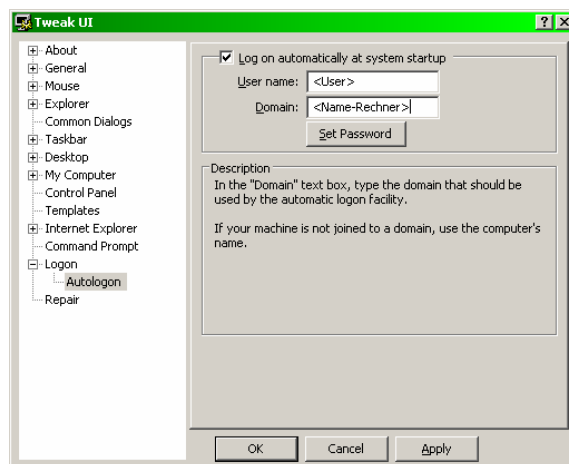 Tweak UI
About
General
Mouse
Explorer
Common Dialogs
Taskbar
Desktop
My Computer
Control Panel
Templates
Internet Explorer
Command Prompt
Logon
Autologon
Repair
Log on automatically at system startup
User name: <User>
Domain: <Name-Rechner>
Set Password
Description
In the "Domain" text box, type the domain that should be
used by the automatic logon facility.
If your machine is not joined to a domain, use the computer's
name.
OK Cancel Apply